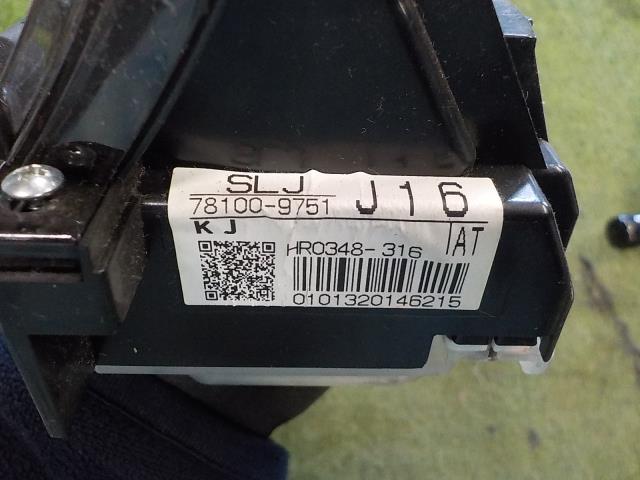 SLJ
78100-9751 J16
KJ
HR0348-316 AT
0101320146215